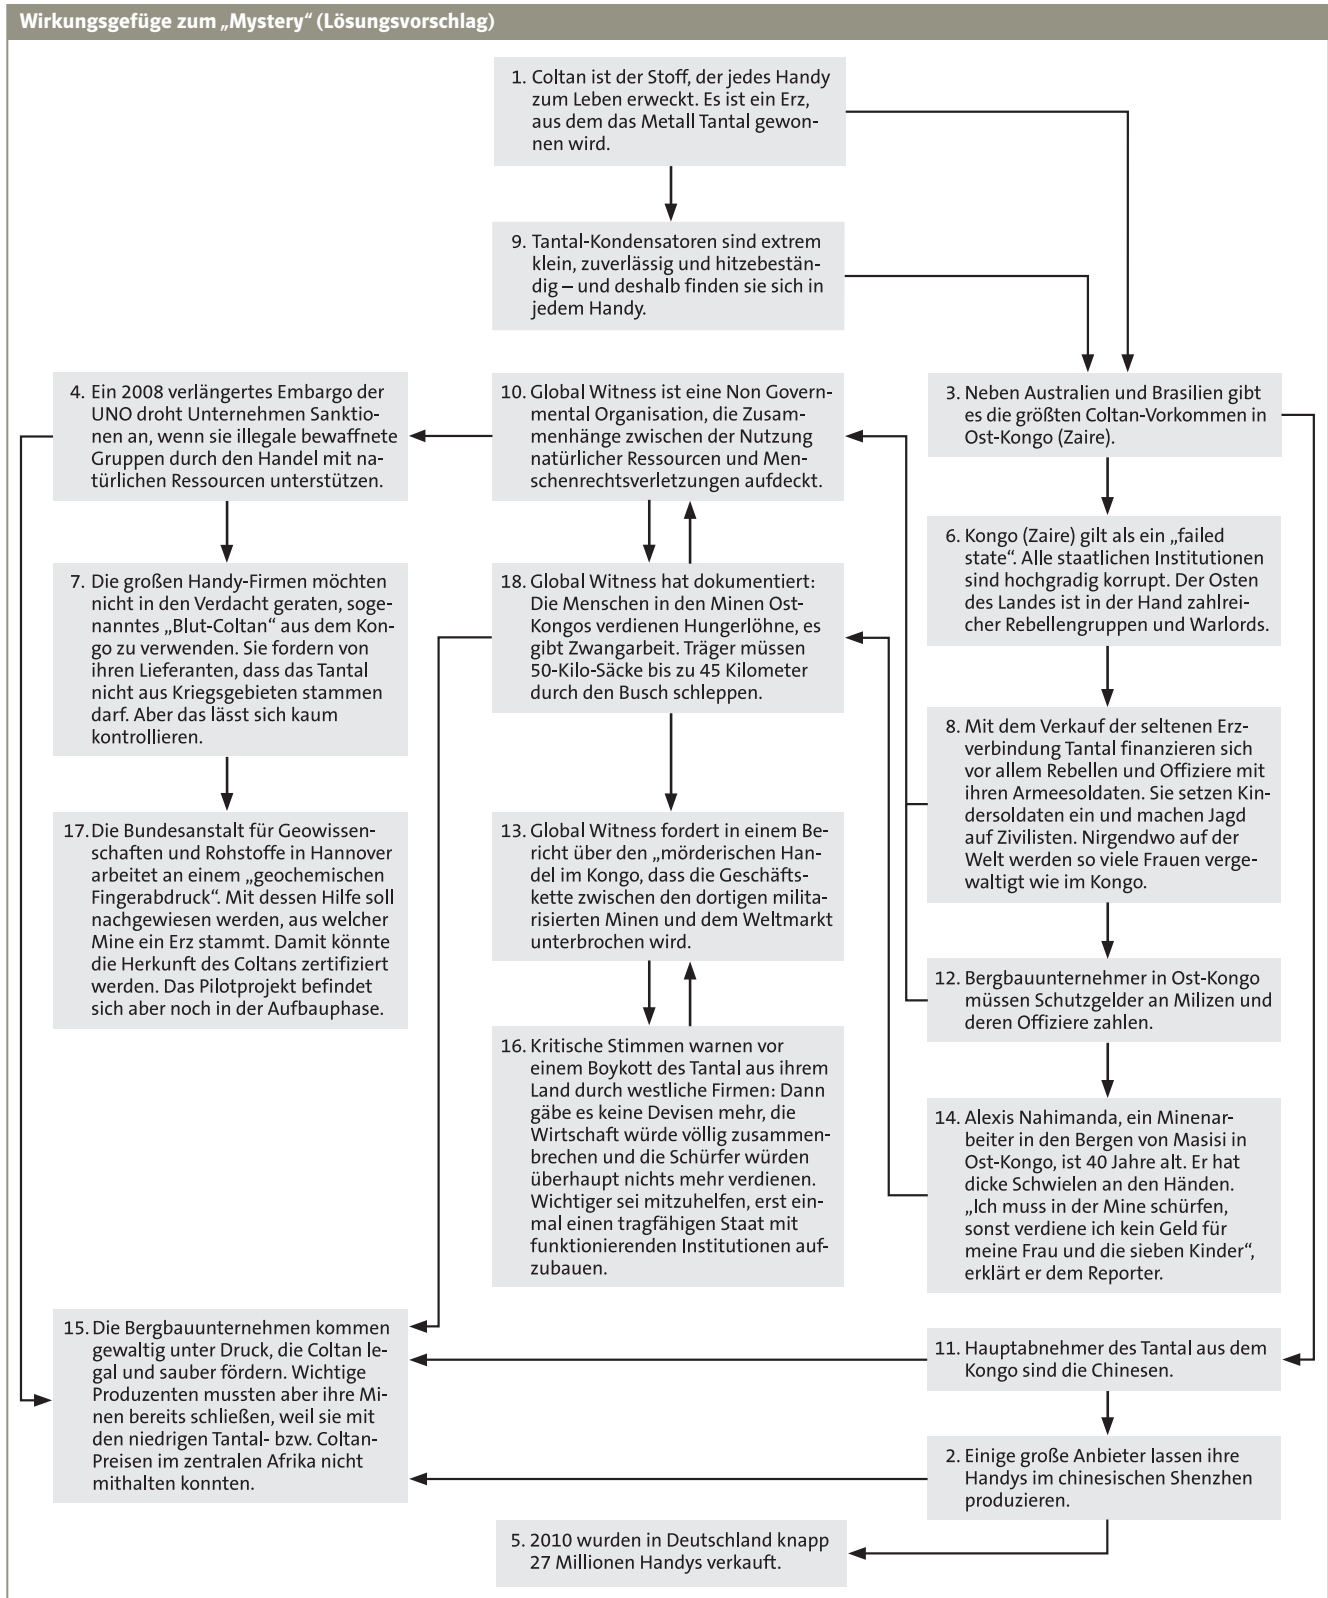 Wirkungsgefüge zum „Mystery“ (Lösungsvorschlag)
1. Coltan ist der Stoff, der jedes Handy
zum Leben erweckt. Es ist ein Erz,
aus dem das Metall Tantal gewon-
nen wird.
9. Tantal-Kondensatoren sind extrem
klein, zuverlässig und hitzebestän-
dig – und deshalb finden sie sich in
jedem Handy.
4. Ein 2008 verlängertes Embargo der
UNO droht Unternehmen Sanktio-
nen an, wenn sie illegale bewaffnete
Gruppen durch den Handel mit na-
türlichen Ressourcen unterstützen.
10. Global Witness ist eine Non Govern-
mental Organisation, die Zusam-
menhänge zwischen der Nutzung
natürlicher Ressourcen und Men-
schenrechtsverletzungen aufdeckt.
3. Neben Australien und Brasilien gibt
es die größten Coltan-Vorkommen in
Ost-Kongo (Zaire).
6. Kongo (Zaire) gilt als ein „failed
state“. Alle staatlichen Institutionen
sind hochgradig korrupt. Der Osten
des Landes ist in der Hand zahlrei-
cher Rebellengruppen und Warlords.
7. Die großen Handy-Firmen möchten
nicht in den Verdacht geraten, soge-
nanntes „Blut-Coltan“ aus dem Kon-
go zu verwenden. Sie fordern von
ihren Lieferanten, dass das Tantal
nicht aus Kriegsgebieten stammen
darf. Aber das lässt sich kaum
kontrollieren.
18. Global Witness hat dokumentiert:
Die Menschen in den Minen Ost-
Kongos verdienen Hungerlöhne, es
gibt Zwangarbeit. Träger müssen
50-Kilo-Säcke bis zu 45 Kilometer
durch den Busch schleppen.
8. Mit dem Verkauf der seltenen Erz-
verbindung Tantal finanzieren sich
vor allem Rebellen und Offiziere mit
ihren Armeesoldaten. Sie setzen Kin-
dersoldaten ein und machen Jagd
auf Zivilisten. Nirgendwo auf der
Welt werden so viele Frauen verge-
waltigt wie im Kongo.
17. Die Bundesanstalt für Geowissen-
schaften und Rohstoffe in Hannover
arbeitet an einem „geochemischen
Fingerabdruck“. Mit dessen Hilfe soll
nachgewiesen werden, aus welcher
Mine ein Erz stammt. Damit könnte
die Herkunft des Coltans zertifiziert
werden. Das Pilotprojekt befindet
sich aber noch in der Aufbauphase.
13. Global Witness fordert in einem Be-
richt über den „mörderischen Han-
del im Kongo, dass die Geschäfts-
kette zwischen den dortigen milita-
risierten Minen und dem Weltmarkt
unterbrochen wird.
12. Bergbauunternehmer in Ost-Kongo
müssen Schutzgelder an Milizen und
deren Offiziere zahlen.
16. Kritische Stimmen warnen vor
einem Boykott des Tantal aus ihrem
Land durch westliche Firmen: Dann
gäbe es keine Devisen mehr, die
Wirtschaft würde völlig zusammen-
brechen und die Schürfer würden
überhaupt nichts mehr verdienen.
Wichtiger sei mitzuhelfen, erst ein-
mal einen tragfähigen Staat mit
funktionierenden Institutionen auf-
zubauen.
14. Alexis Nahimanda, ein Minenar-
beiter in den Bergen von Masisi in
Ost-Kongo, ist 40 Jahre alt. Er hat
dicke Schwielen an den Händen.
„Ich muss in der Mine schürfen,
sonst verdiene ich kein Geld für
meine Frau und die sieben Kinder“,
erklärt er dem Reporter.
15. Die Bergbauunternehmen kommen
gewaltig unter Druck, die Coltan le-
gal und sauber fördern. Wichtige
Produzenten mussten aber ihre Mi-
nen bereits schließen, weil sie mit
den niedrigen Tantal- bzw. Coltan-
Preisen im zentralen Afrika nicht
mithalten konnten.
11. Hauptabnehmer des Tantal aus dem
Kongo sind die Chinesen.
2. Einige große Anbieter lassen ihre
Handys im chinesischen Shenzhen
produzieren.
5. 2010 wurden in Deutschland knapp
27 Millionen Handys verkauft.